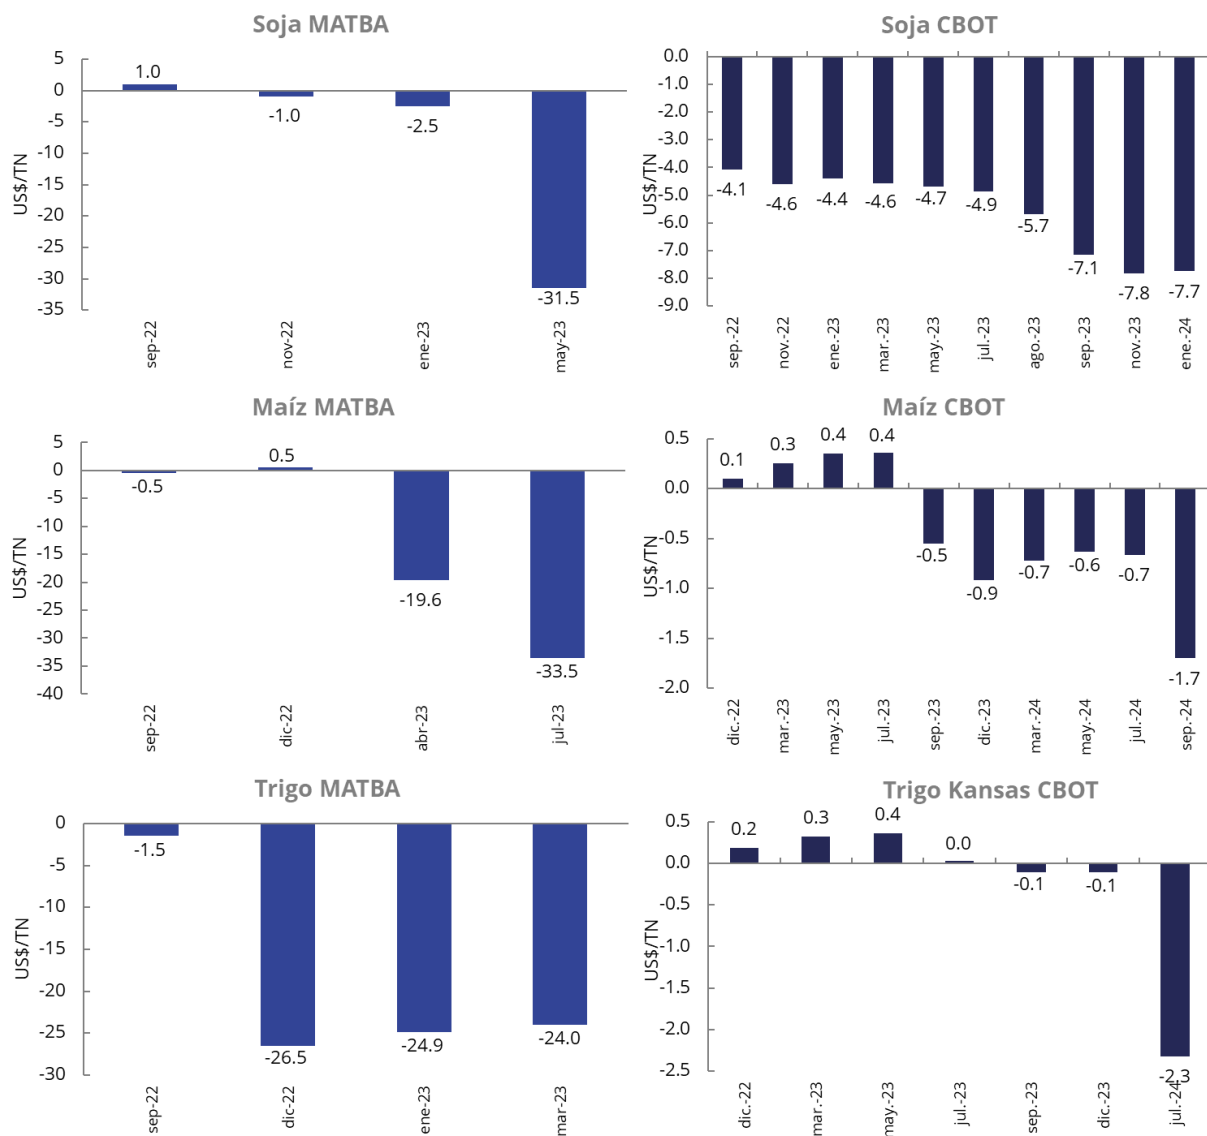 Soja MATBA
US$/TN
5
0
-5
-10
-15
-20
-25
-30
-35
1.0
-1.0
-2.5
-31.5
sep-22
nov-22
ene-23
may-23
Soja CBOT
US$/TN
0.0
-1.0
-2.0
-3.0
-4.0
-5.0
-6.0
-7.0
-8.0
-9.0
-4.1
-4.6
-4.4
-4.6
-4.7
-4.9
-5.7
-7.1
-7.8
-7.7
sep.-22
nov.-22
ene.-23
mar.-23
may.-23
jul.-23
ago.-23
sep.-23
nov.-23
ene.-24
Maíz MATBA
US$/TN
5
0
-5
-10
-15
-20
-25
-30
-35
-40
-0.5
0.5
-19.6
-33.5
sep-22
dic-22
abr-23
jul-23
Maíz CBOT
US$/TN
0.5
0.0
-0.5
-1.0
-1.5
-2.0
0.1
0.3
0.4
0.4
-0.5
-0.9
-0.7
-0.6
-0.7
-1.7
dic.-22
mar.-23
may.-23
jul.-23
sep.-23
dic.-23
mar.-24
may.-24
jul.-24
sep.-24
Trigo MATBA
US$/TN
0
-5
-10
-15
-20
-25
-30
-1.5
-26.5
-24.9
-24.0
sep-22
dic-22
ene-23
mar-23
Trigo Kansas CBOT
US$/TN
0.5
0.0
-0.5
-1.0
-1.5
-2.0
-2.5
0.2
0.3
0.4
0.0
-0.1
-0.1
-2.3
dic.-22
mar.-23
may.-23
jul.-23
sep.-23
dic.-23
jul.-24